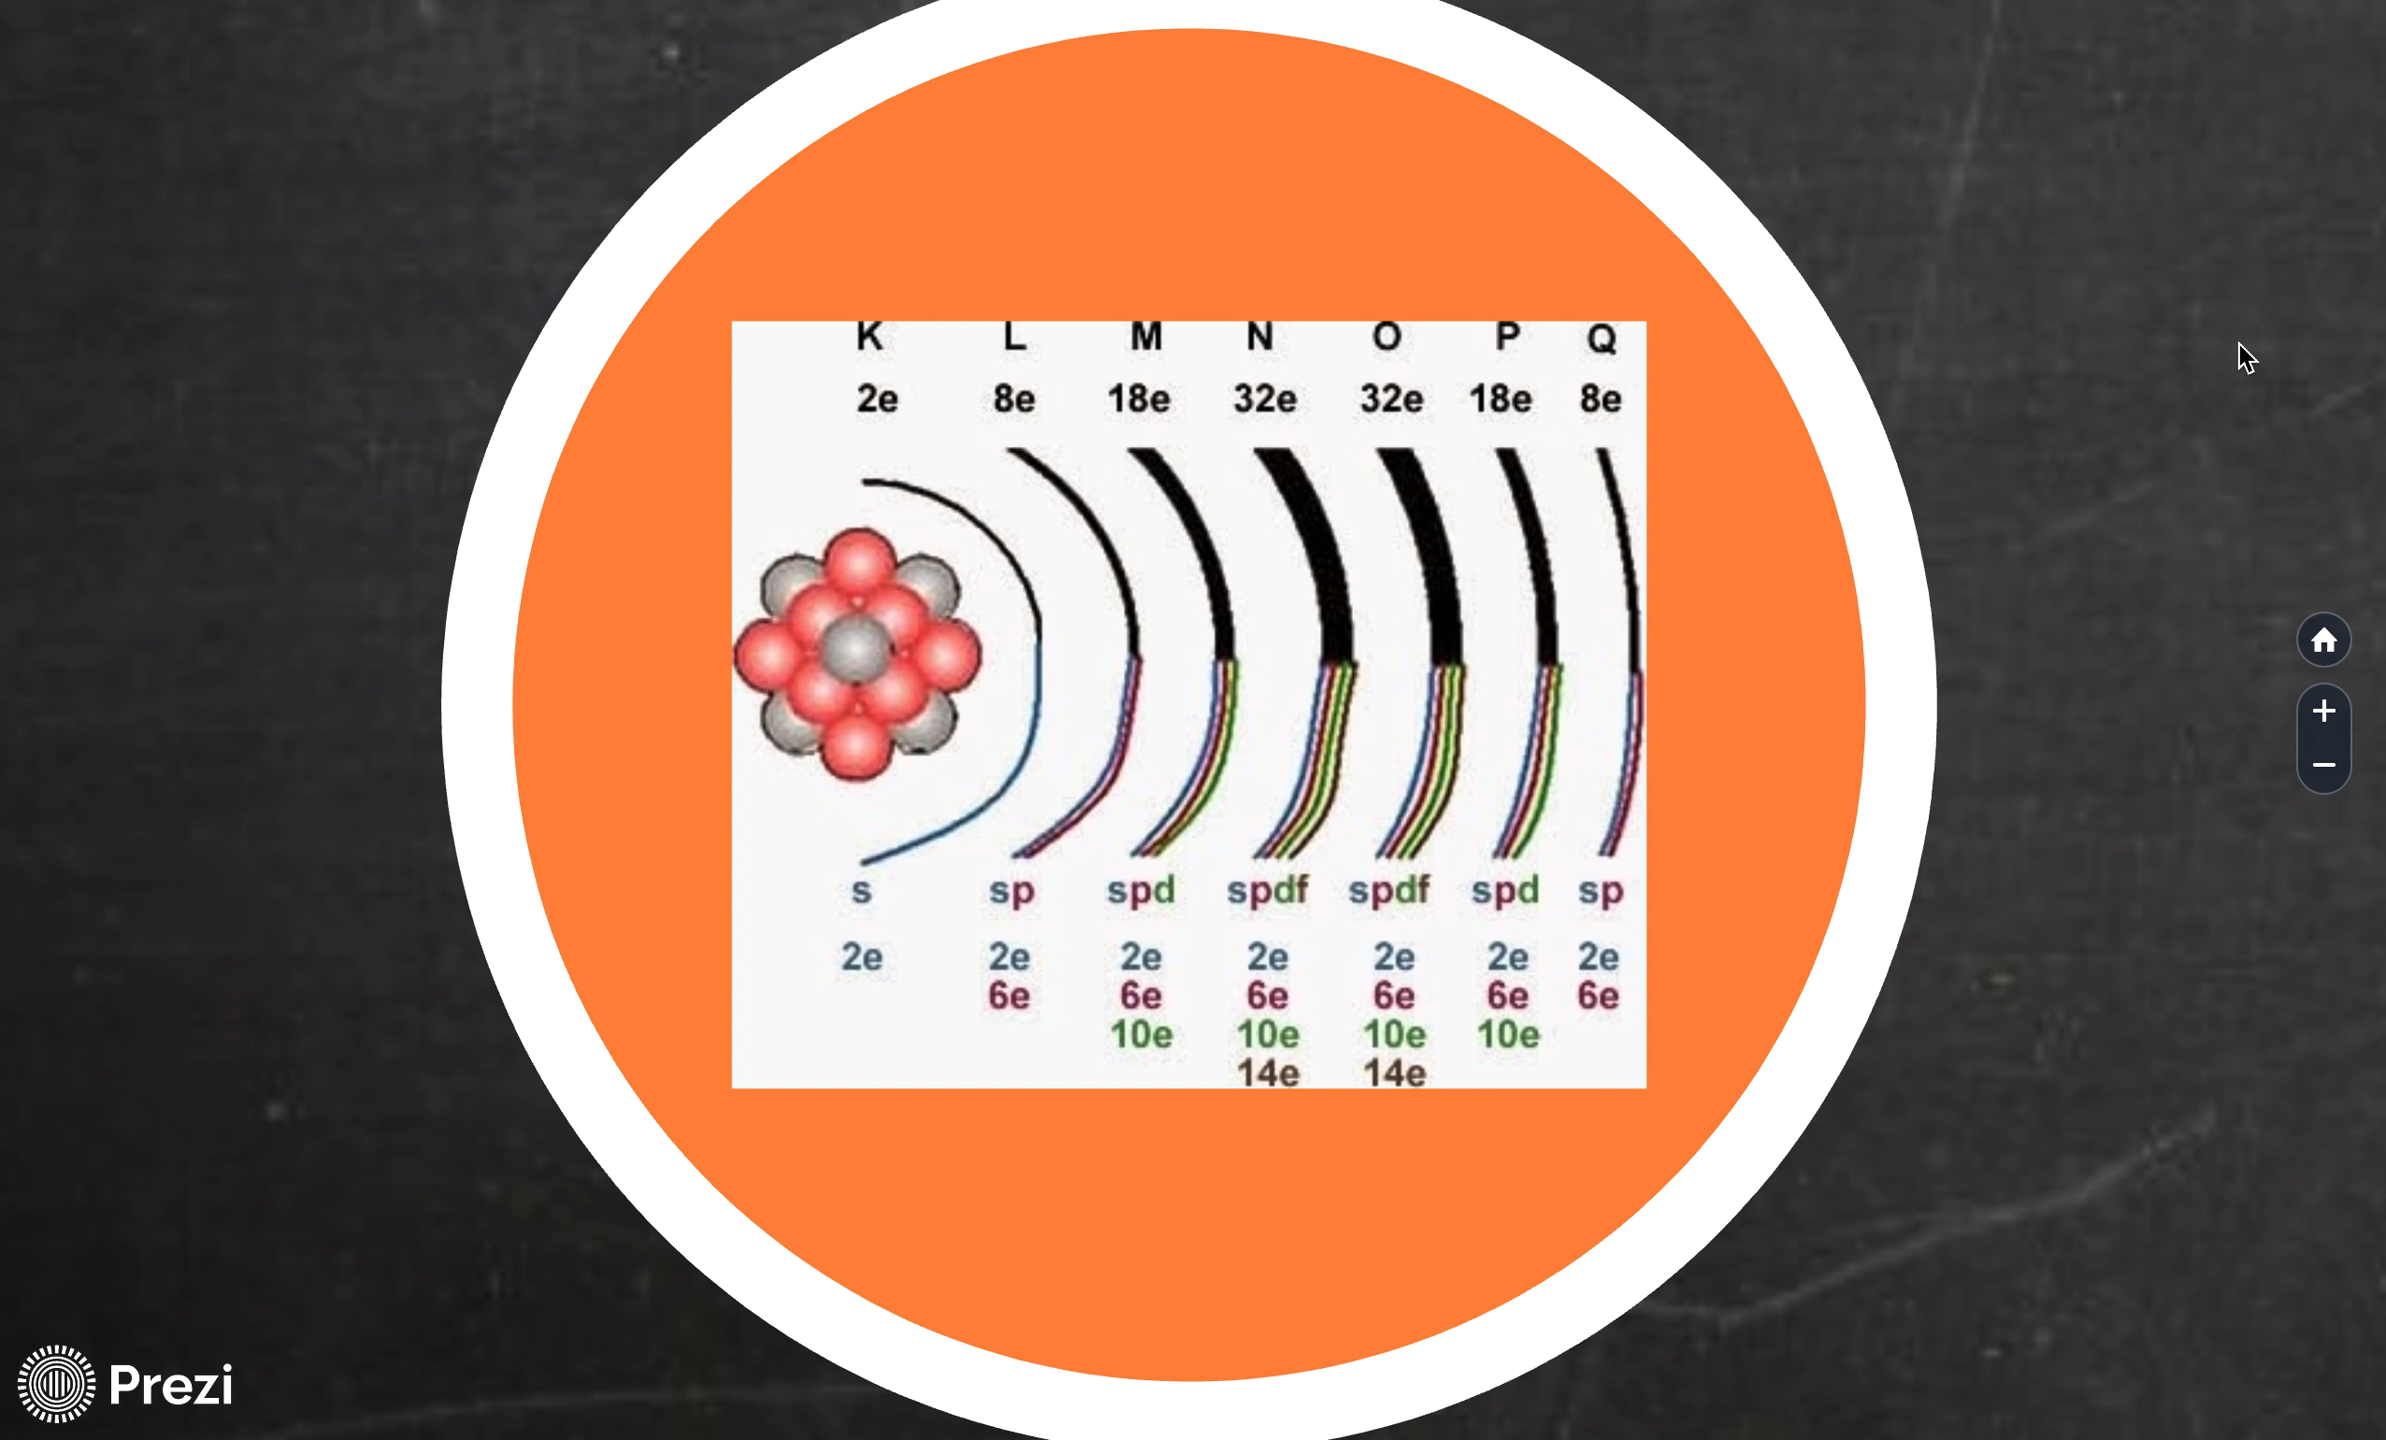 K L M N O P Q
2e 8e 18e 32e 32e 18e 8e
s sp spd spdf spdf spd sp
2e 2e 2e 2e 2e 2e 2e
6e 6e 6e 6e 6e 6e
10e 10e 10e 10e
14e 14e
Prezi